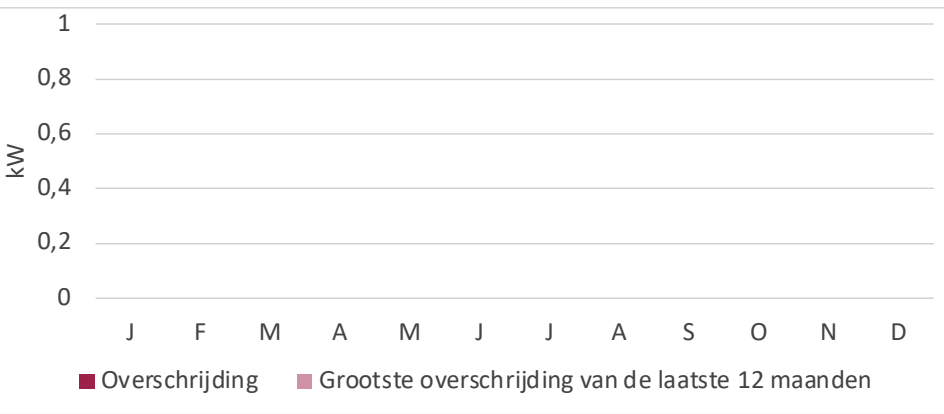 1
0,8
0,6
kW
0,4
0,2
0
J F M A M J J A S O N D
Overschrijding Grootste overschrijding van de laatste 12 maanden